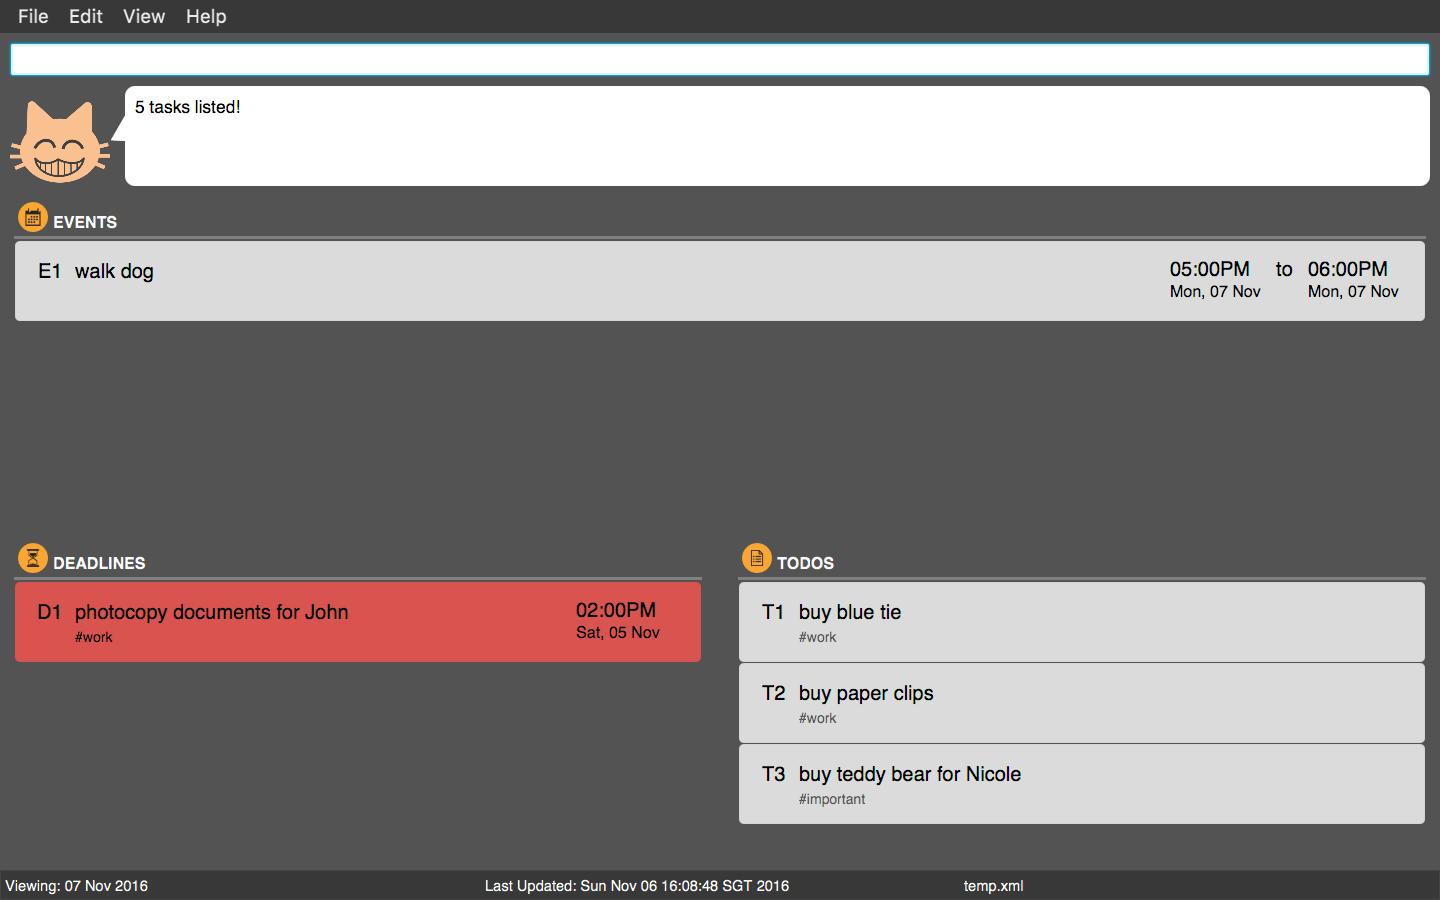 File Edit View Help
5 tasks listed!
EVENTS
E1 walk dog 05:00PM to 06:00PM
Mon, 07 Nov Mon, 07 Nov
DEADLINES
D1 photocopy documents for John 02:00PM
#work Sat, 05 Nov
TODOS
T1 buy blue tie
#work
T2 buy paper clips
#work
T3 buy teddy bear for Nicole
#important
Viewing: 07 Nov 2016 Last Updated: Sun Nov 06 16:08:48 SGT 2016 temp.xml